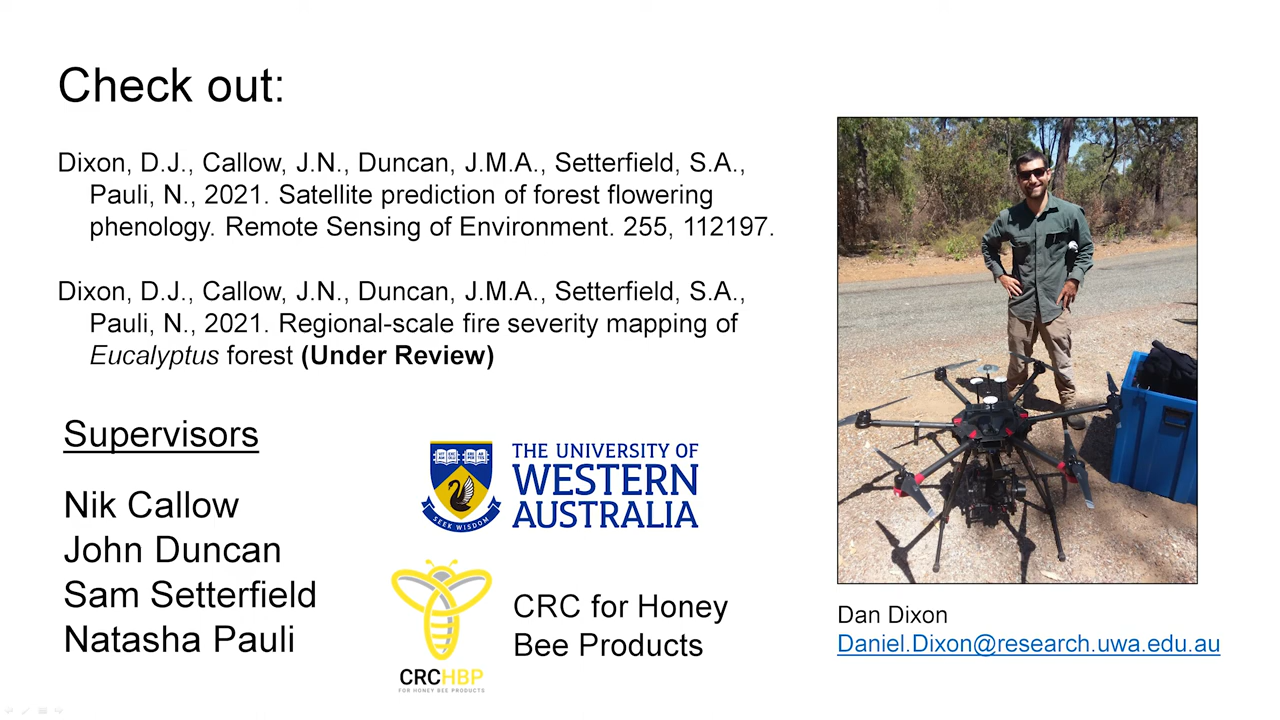 Check out:
Dixon, D.J., Callow, J.N., Duncan, J.M.A., Setterfield, S.A.,
Pauli, N., 2021. Satellite prediction of forest flowering
phenology. Remote Sensing of Environment. 255, 112197.
Dixon, D.J., Callow, J.N., Duncan, J.M.A., Setterfield, S.A.,
Pauli, N., 2021. Regional-scale fire severity mapping of
Eucalyptus forest (Under Review)
Supervisors
Nik Callow
John Duncan
Sam Setterfield
Natasha Pauli
SEEK WISDOM
THE UNIVERSITY OF
WESTERN
AUSTRALIA
CRCHBP
FOR HONEY BEE PRODUCTS
CRC for Honey
Bee Products
Dan Dixon
Daniel.Dixon@research.uwa.edu.au